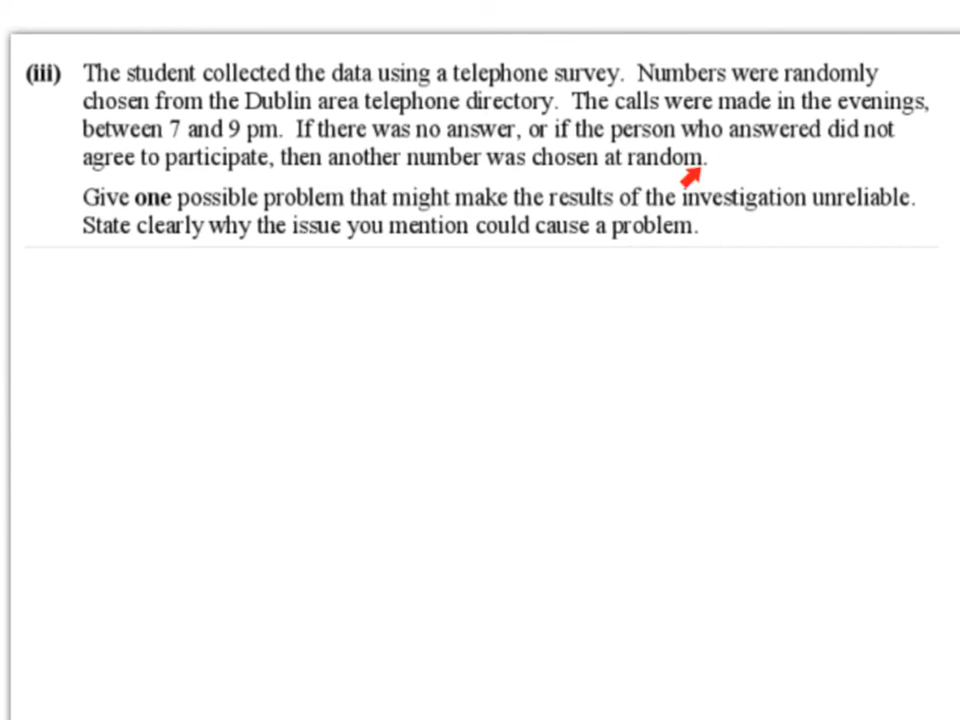 (iii) The student collected the data using a telephone survey. Numbers were randomly
chosen from the Dublin area telephone directory. The calls were made in the evenings,
between 7 and 9 pm. If there was no answer, or if the person who answered did not
agree to participate, then another number was chosen at random.
Give one possible problem that might make the results of the investigation unreliable.
State clearly why the issue you mention could cause a problem.